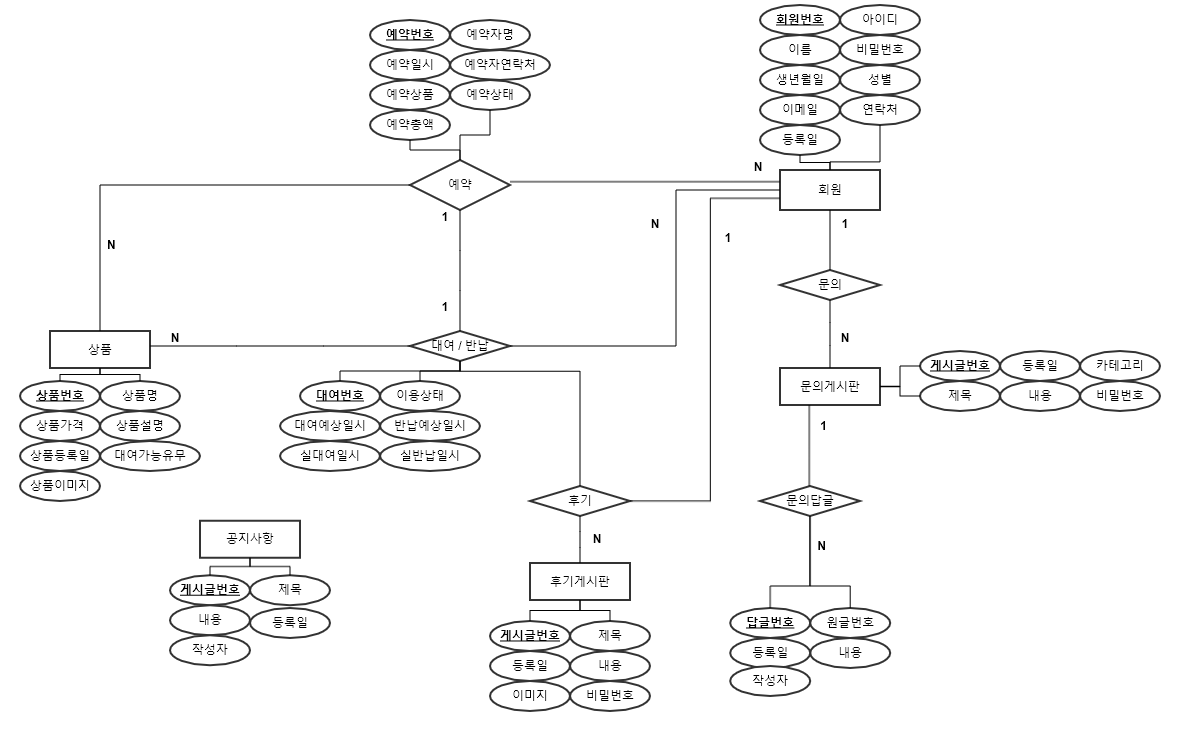 예약번호 예약자명
예약일시 예약자연락처
예약상품 예약상태
예약총액
예약
회원번호 아이디
이름 비밀번호
생년월일 성별
이메일 연락처
등록일
N
회원
1
N
N
1
1
문의
1
N
N
상품
대여 / 반납
문의게시판
게시글번호 등록일 카테고리
제목 내용 비밀번호
상품번호 상품명
상품가격 상품설명
상품등록일 대여가능유무
상품이미지
대여번호 이용상태
대여예상일시 반납예상일시
실대여일시 실반납일시
1
후기
문의답글
N
N
공지사항
게시글번호 제목
내용 등록일
작성자
후기게시판
게시글번호 제목
등록일 내용
이미지 비밀번호
답글번호 원글번호
등록일 내용
작성자